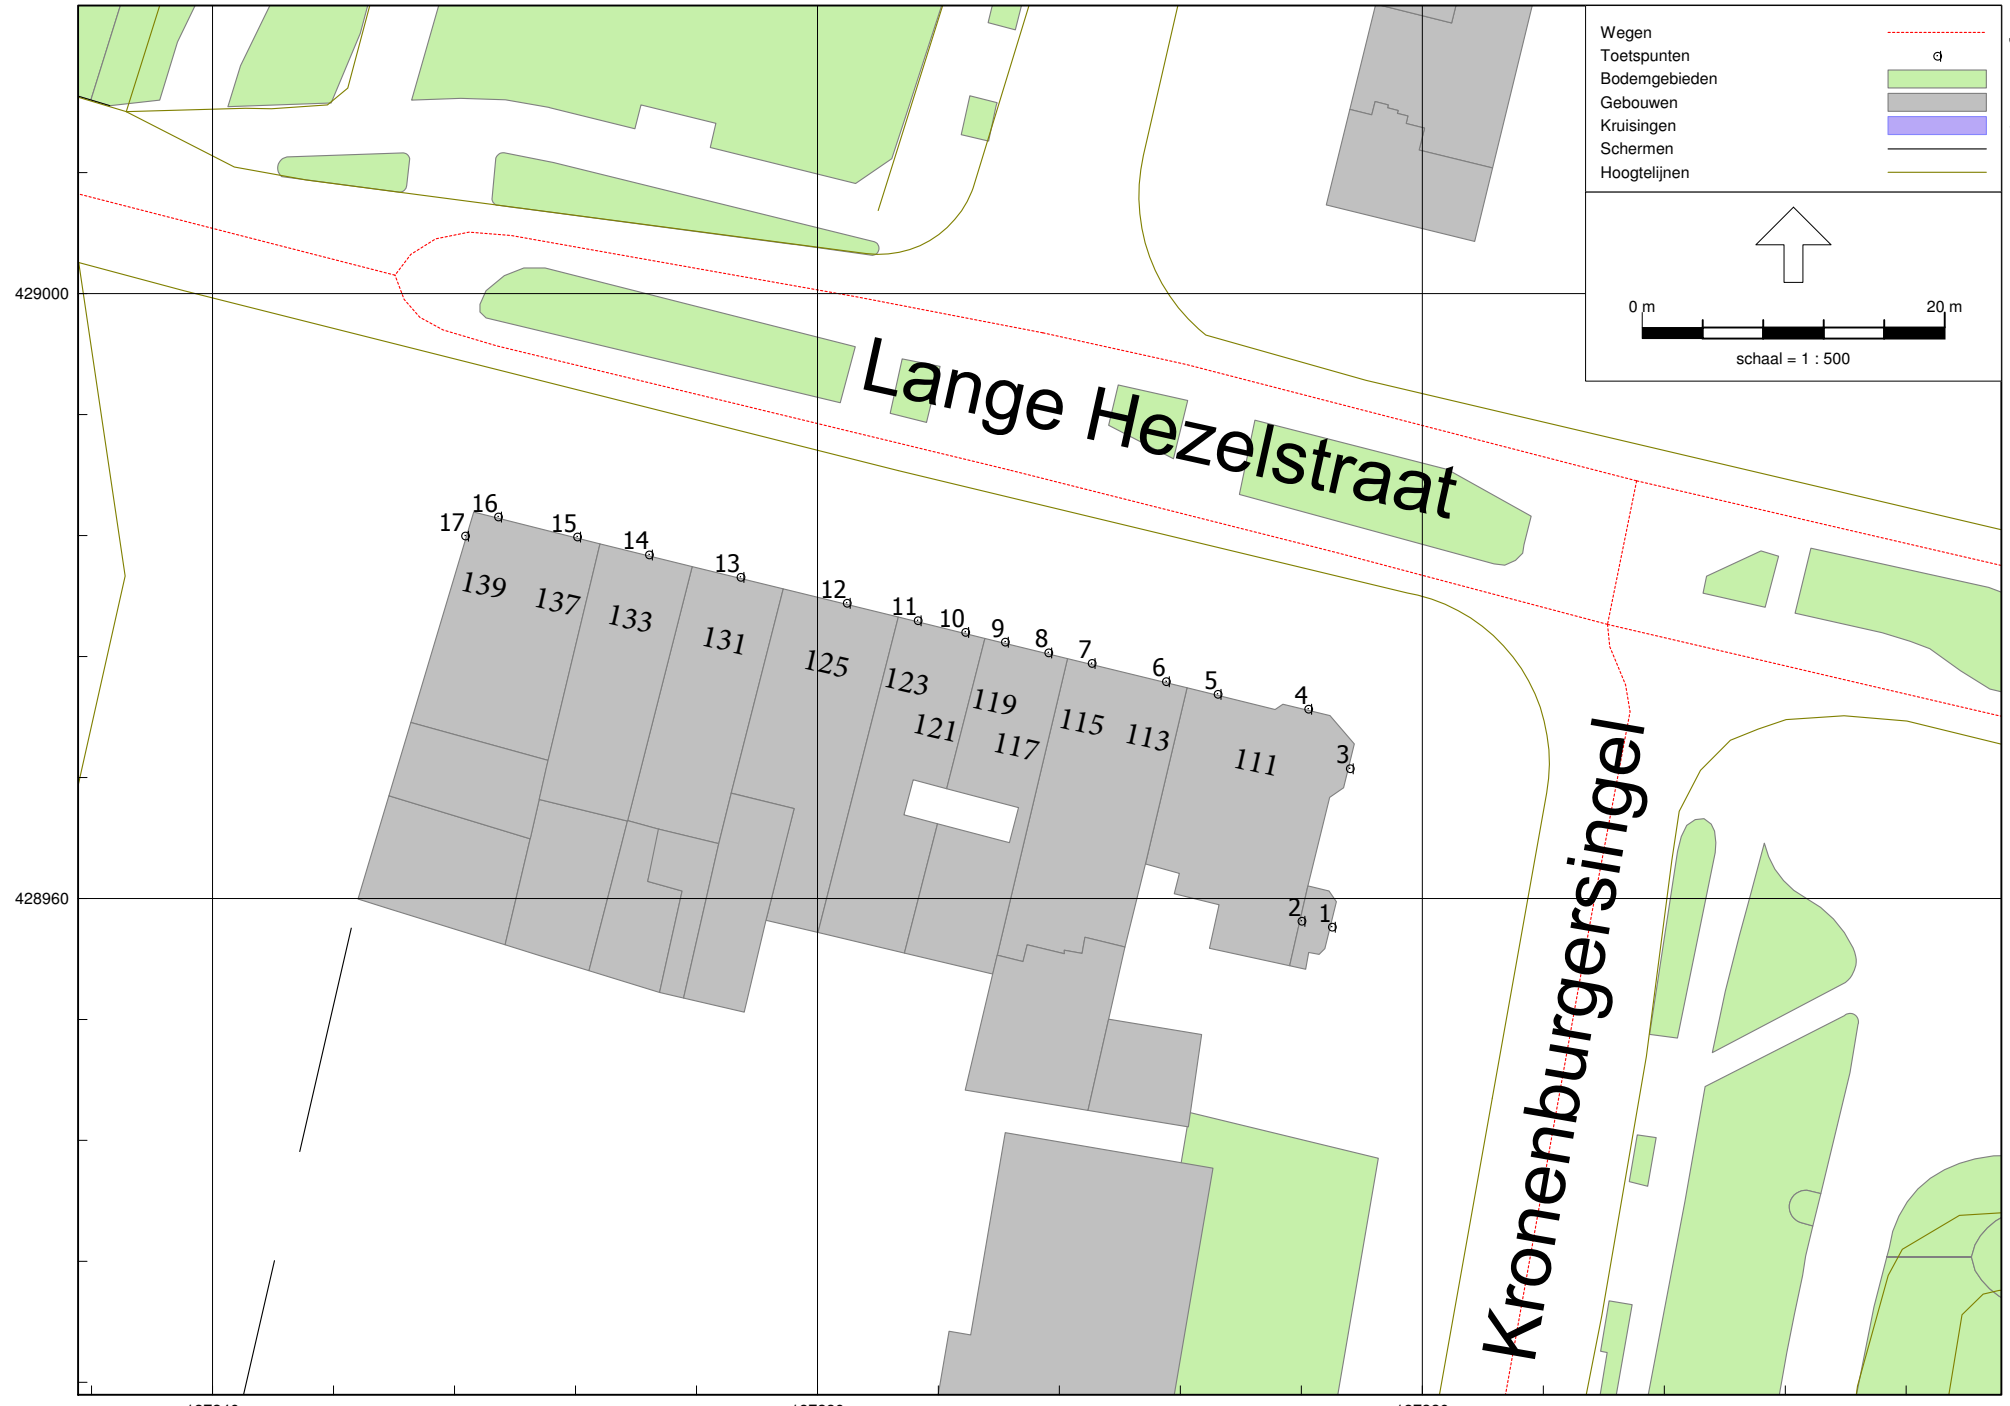 Wegen
Toetspunten
Bodemgebieden
Gebouwen
Kruisingen
Schermen
Hoogtelijnen
0 m 20 m
schaal = 1 : 500
429000
Lange Hezelstraat
16
17 15
14
13
12
11
10
9
8
7
6
5
4
3
139 137 133 131 125 123 119 115 113 111
121 117
Kronenburgersingel
428960
2 1